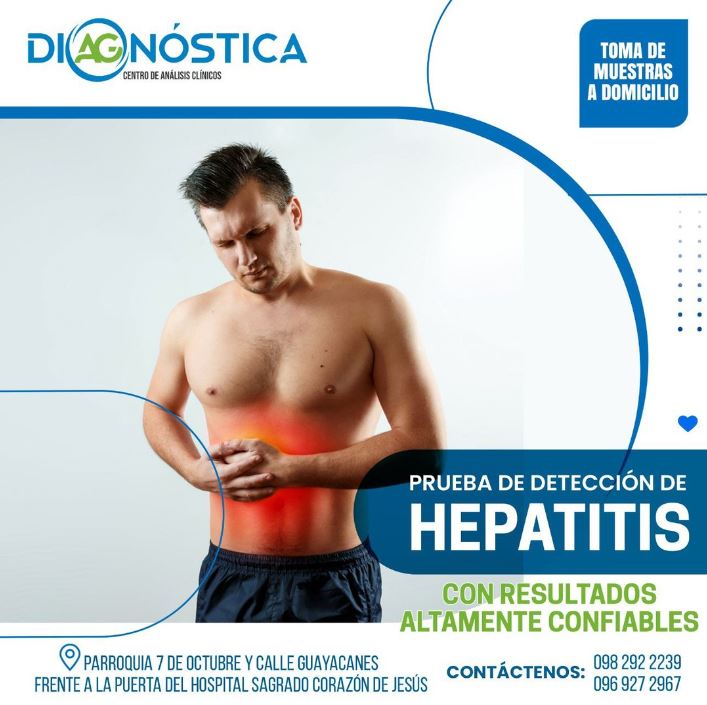 DIAGNÓSTICA
CENTRO DE ANÁLISIS CLÍNICOS
TOMA DE
MUESTRAS
A DOMICILIO
PRUEBA DE DETECCIÓN DE
HEPATITIS
CON RESULTADOS
ALTAMENTE CONFIABLES
PARROQUIA 7 DE OCTUBRE Y CALLE GUAYACANES
FRENTE A LA PUERTA DEL HOSPITAL SAGRADO CORAZÓN DE JESÚS
CONTÁCTENOS: 098 292 2239
096 927 2967